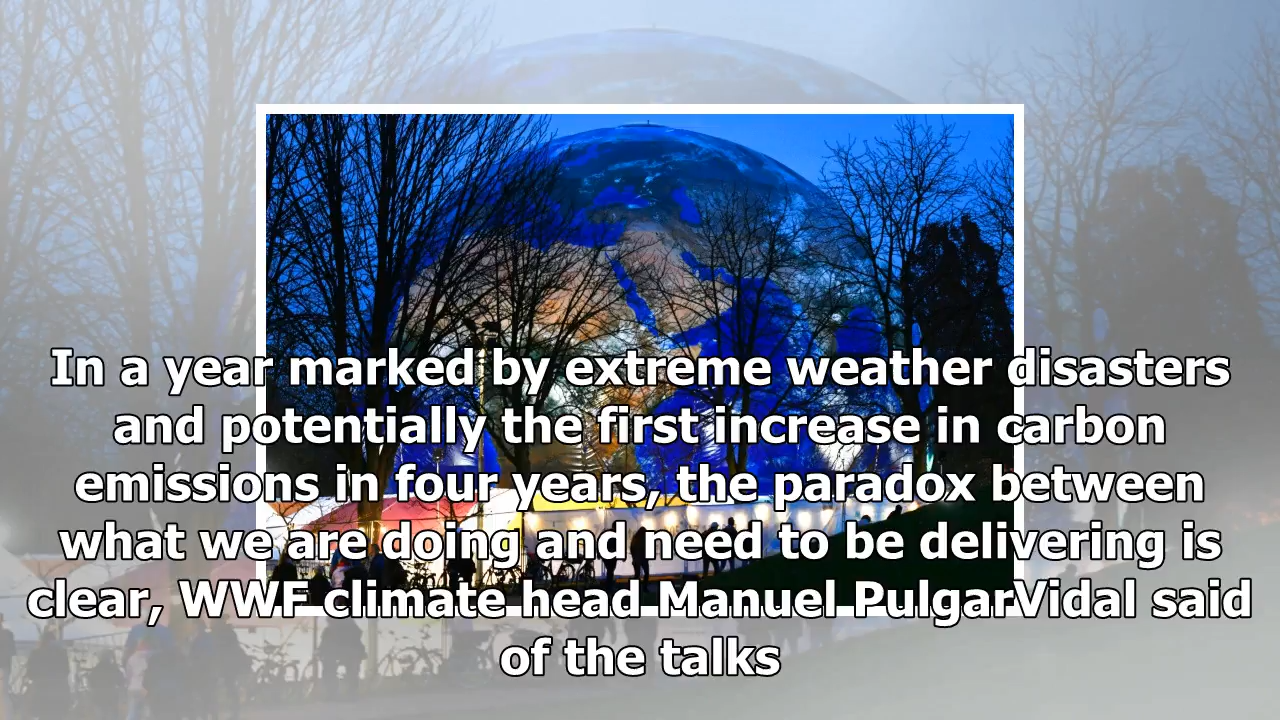 In a year marked by extreme weather disasters
and potentially the first increase in carbon
emissions in four years, the paradox between
what we are doing and need to be delivering is
clear, WWF climate head Manuel PulgarVidal said
of the talks